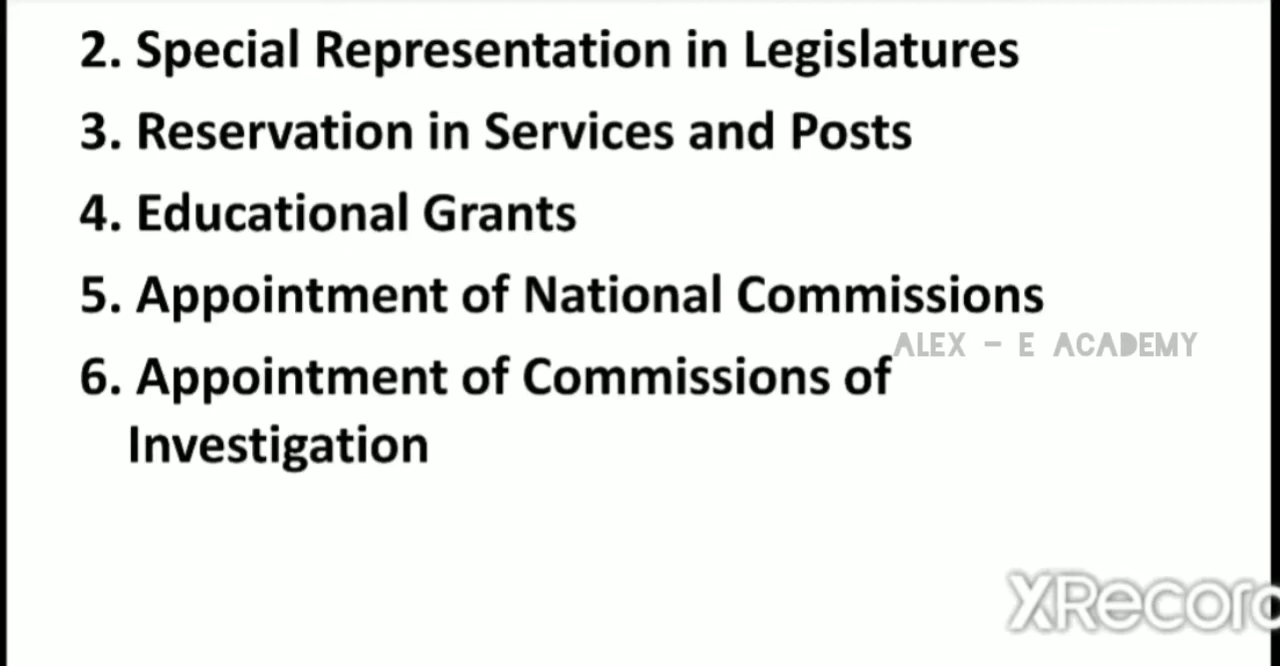 2. Special Representation in Legislatures
3. Reservation in Services and Posts
4. Educational Grants
5. Appointment of National Commissions
ALEX - E ACADEMY
6. Appointment of Commissions of
Investigation
XRecord